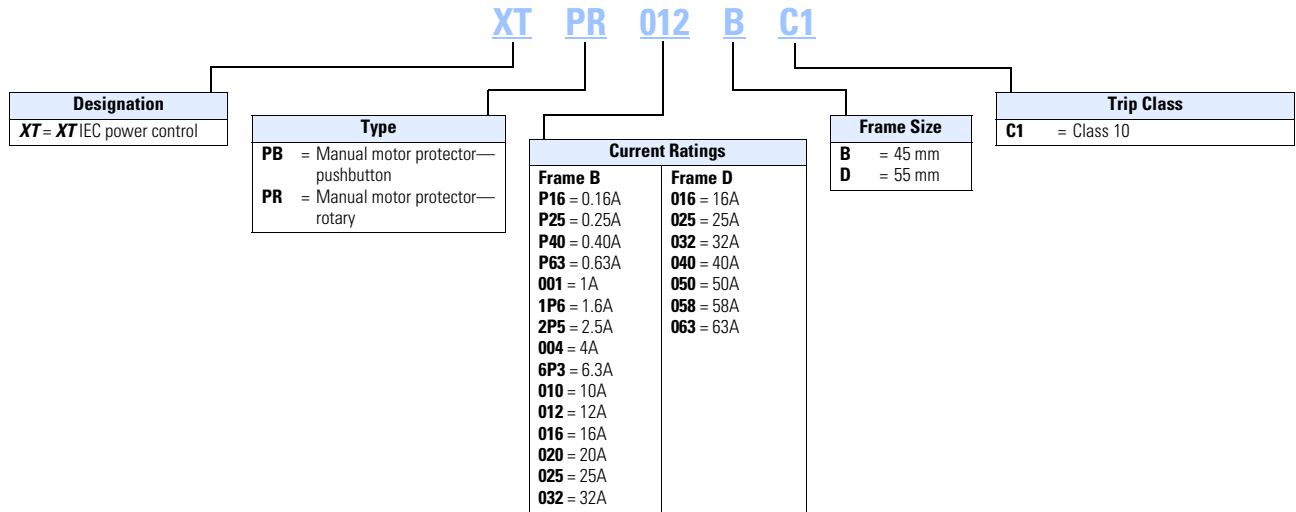 XT PR 012 B C1
Designation
XT = XT IEC power control
Type
PB = Manual motor protector—
pushbutton
PR = Manual motor protector—
rotary
Current Ratings
Frame B
P16 = 0.16A
P25 = 0.25A
P40 = 0.40A
P63 = 0.63A
001 = 1A
1P6 = 1.6A
2P5 = 2.5A
004 = 4A
6P3 = 6.3A
010 = 10A
012 = 12A
016 = 16A
020 = 20A
025 = 25A
032 = 32A
Frame D
016 = 16A
025 = 25A
032 = 32A
040 = 40A
050 = 50A
058 = 58A
063 = 63A
Frame Size
B = 45 mm
D = 55 mm
Trip Class
C1 = Class 10